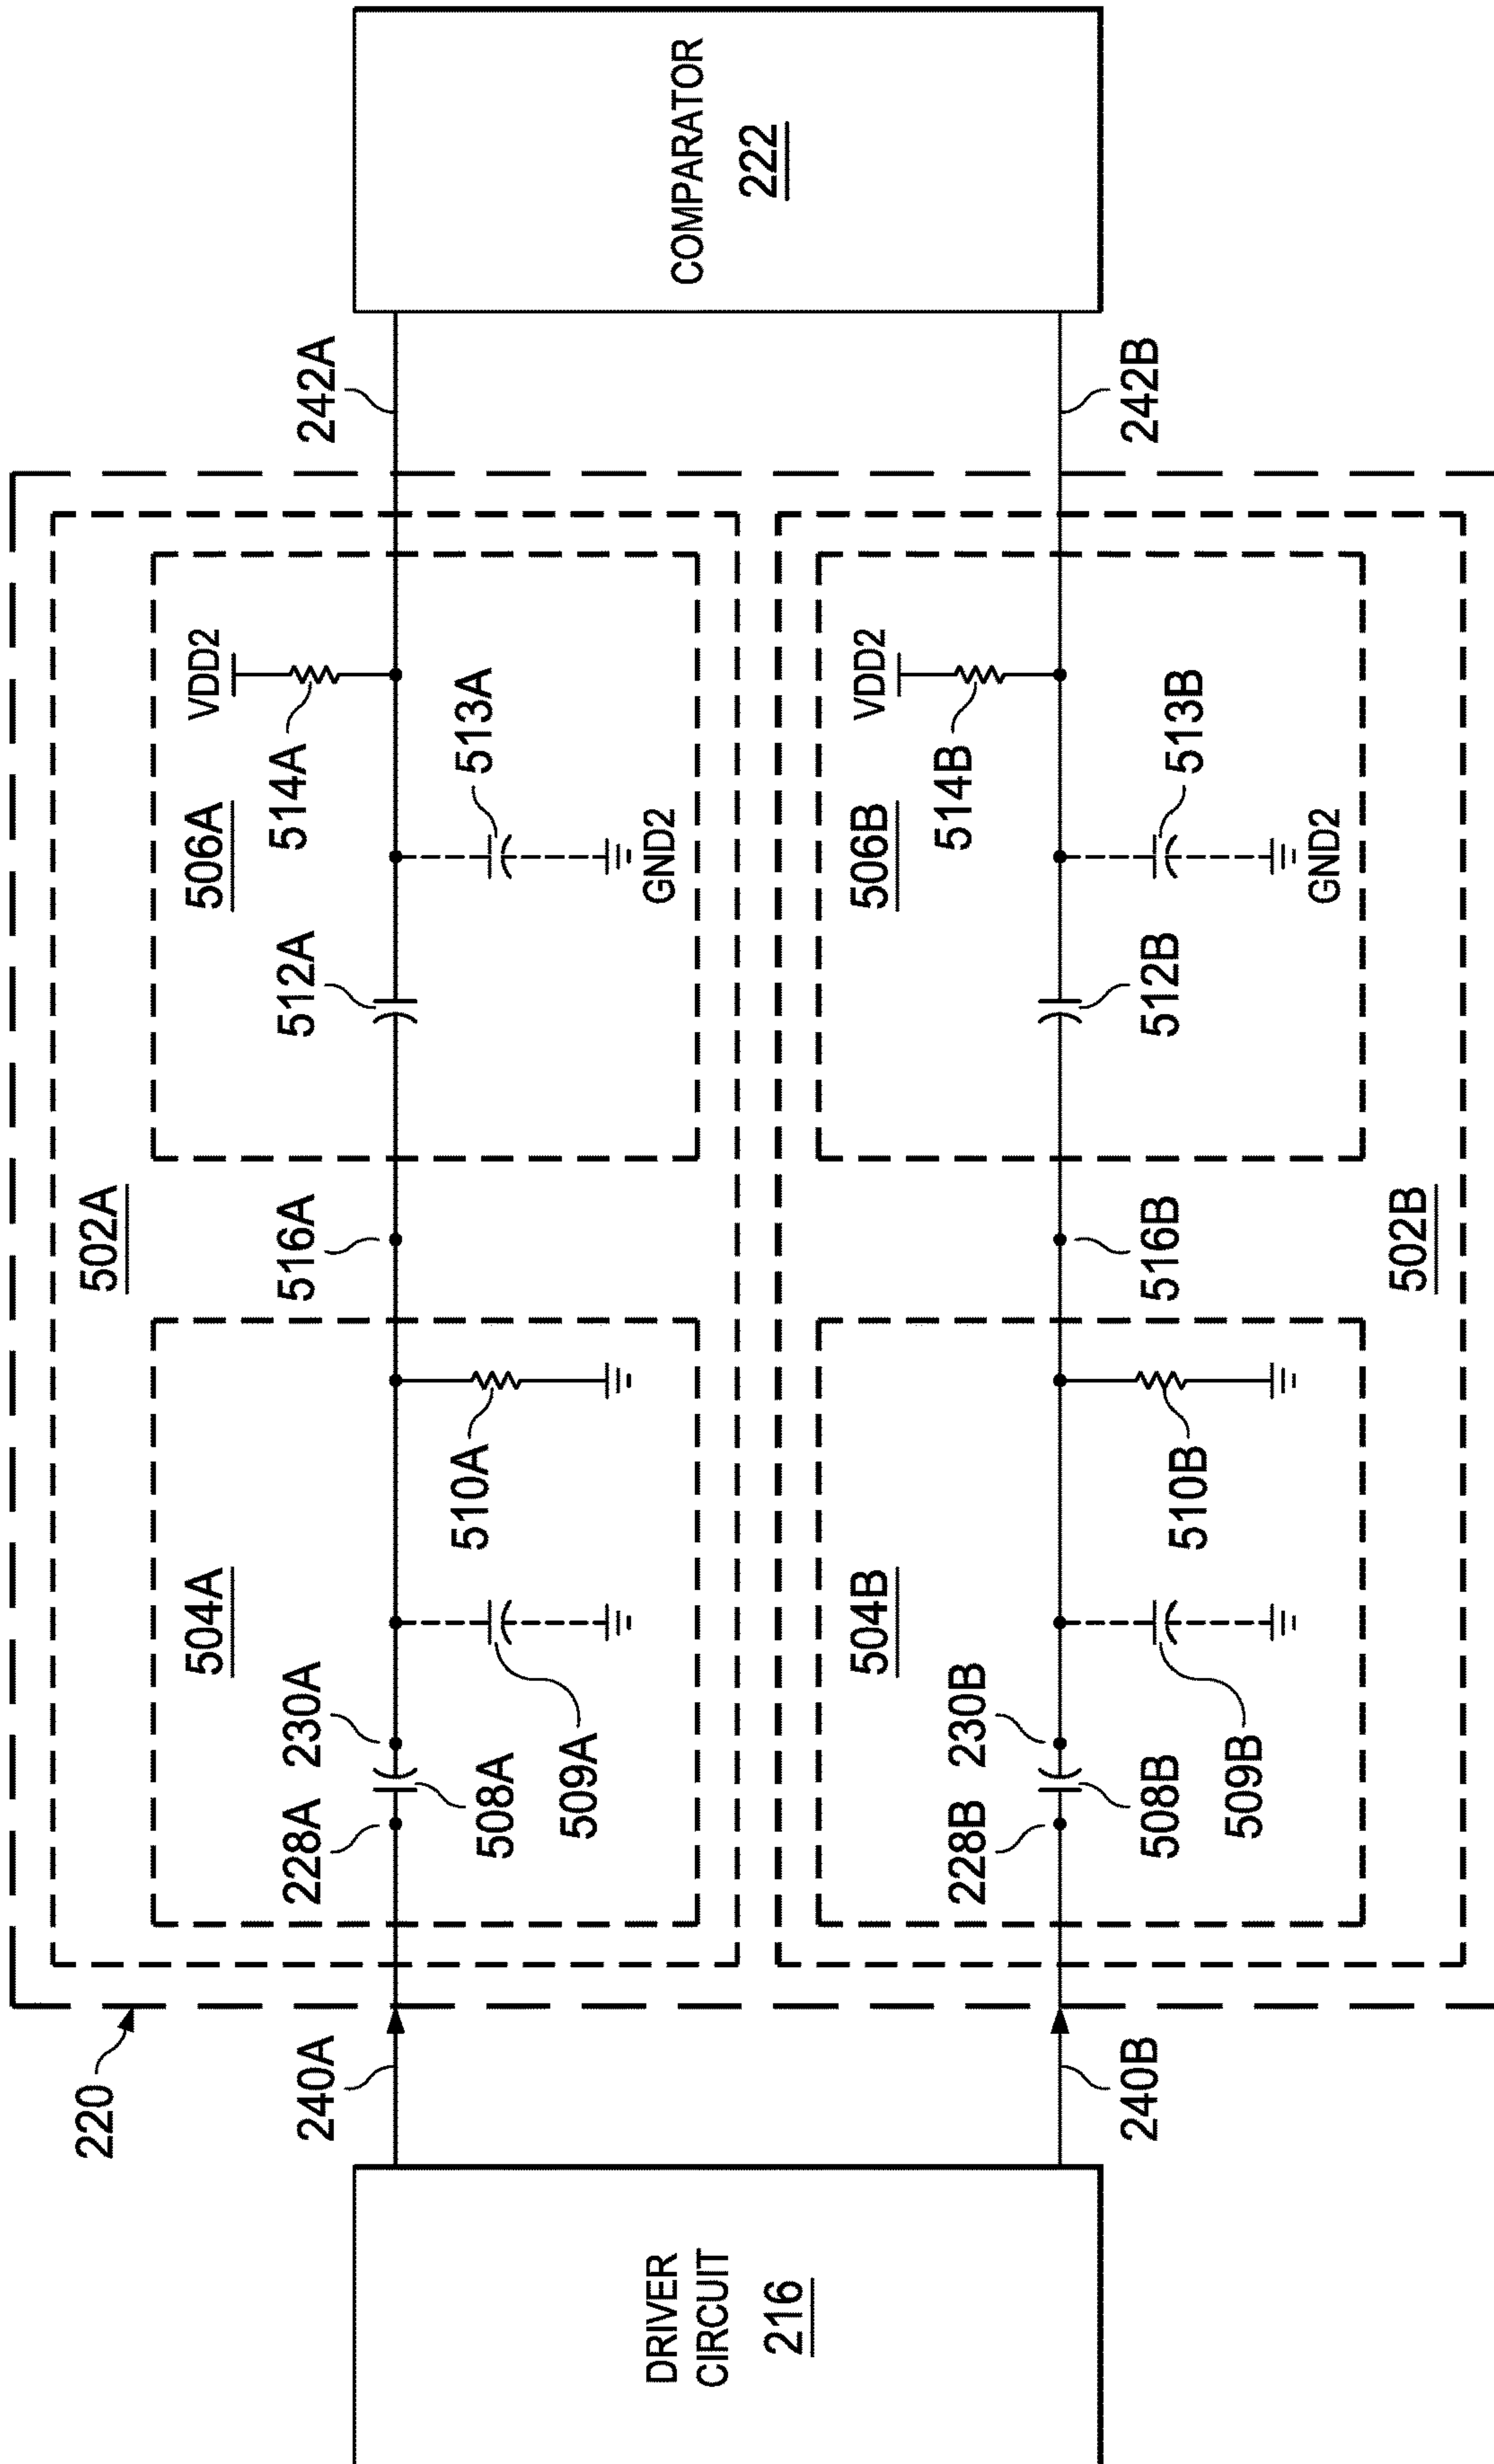 220
502A
504A
506A
VDD2
514A
240A
228A
230A
516A
512A
242A
508A
509A
510A
513A
GND2
DRIVER
CIRCUIT
216
COMPARATOR
222
504B
506B
VDD2
514B
228B
230B
240B
508B
509B
510B
516B
512B
513B
GND2
242B
502B